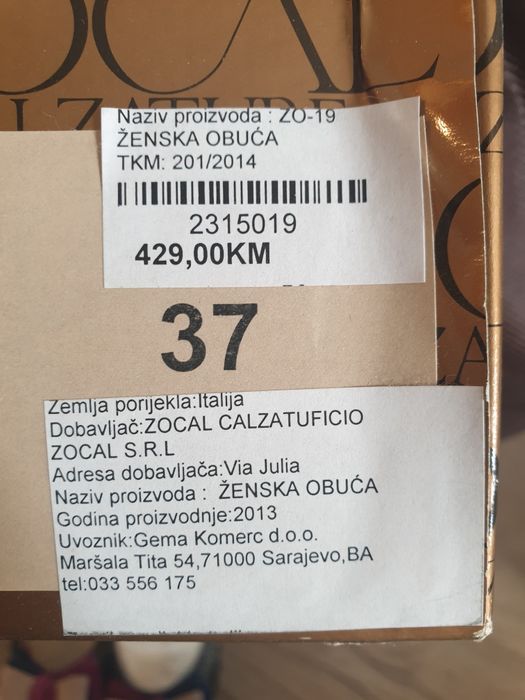 OCAL
CALZATURE
Naziv proizvoda : ZO-19
ŽENSKA OBUĆA
TKM: 201/2014
2315019
429,00KM
37
Zemlja porijekla:Italija
Dobavljač:ZOCAL CALZATUFICIO
ZOCAL S.R.L
Adresa dobavljača:Via Julia
Naziv proizvoda : ŽENSKA OBUĆA
Godina proizvodnje:2013
Uvoznik:Gema Komerc d.o.o.
Maršala Tita 54,71000 Sarajevo,BA
tel:033 556 175